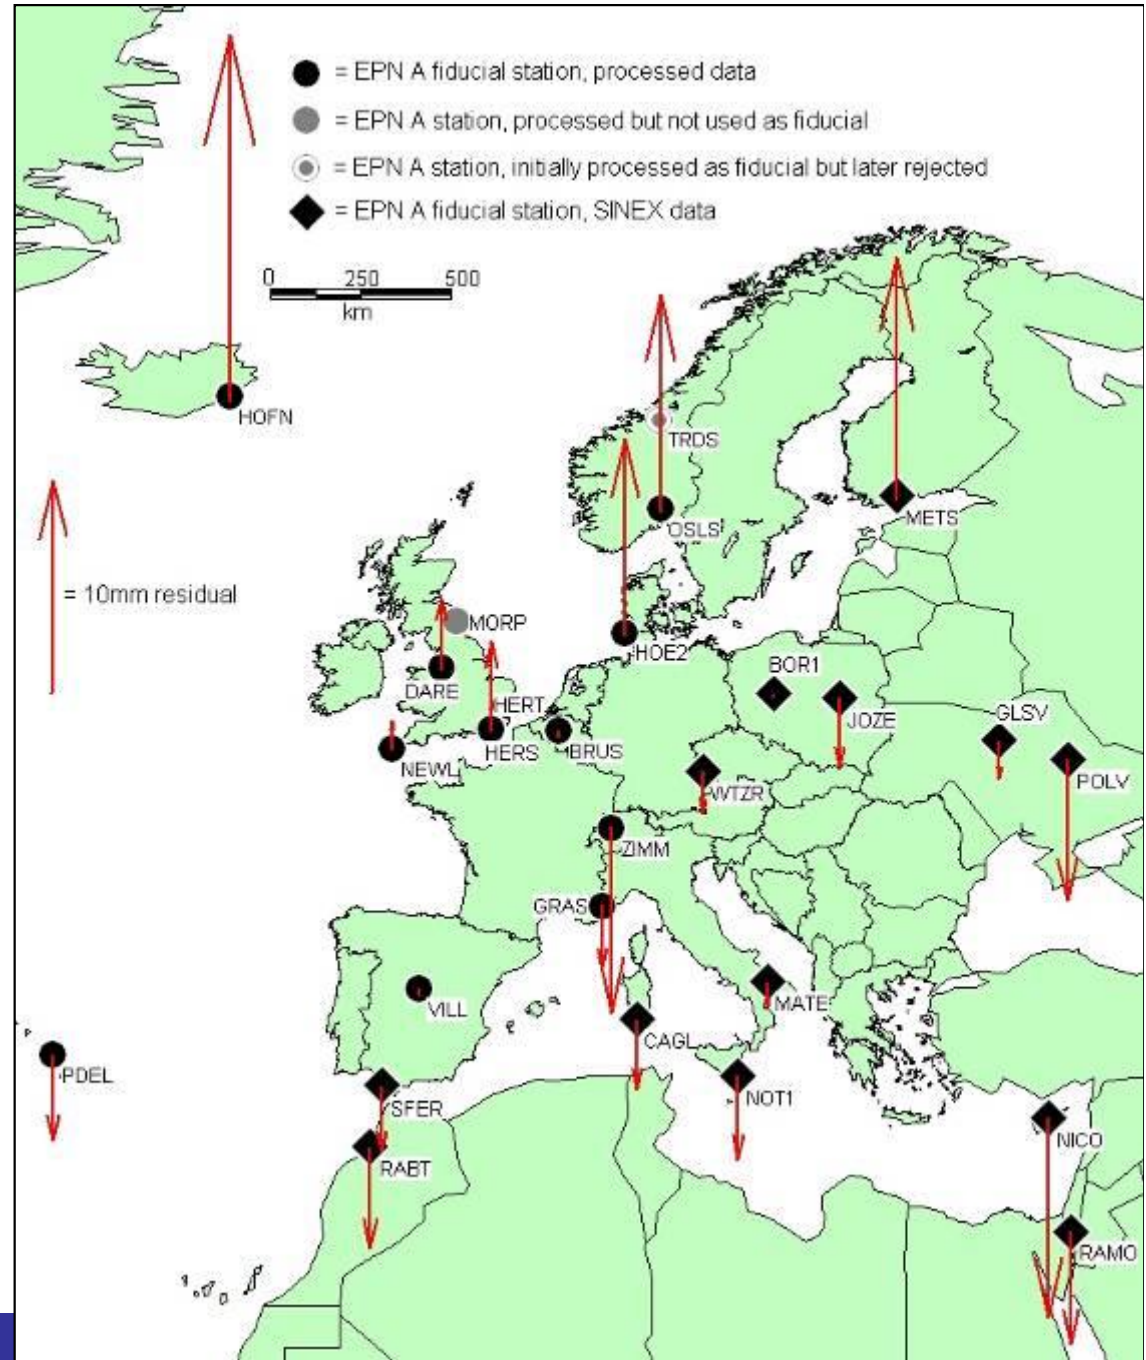 = EPN A fiducial station, processed data
= EPN A station, processed but not used as fiducial
= EPN A station, initially processed as fiducial but later rejected
= EPN A fiducial station, SINEX data
0 250 500
km
HOFN
TRDS
METS
OSLS
= 10mm residual
MORP
HOE2
BOR1
DARE
HERT
JOZE
GLSV
HERS
BRUS
NEWL
WTZR
POLV
ZIMM
GRAS
MATE
VILL
CAGL
PDEL
NOT1
SFER
NICO
RABT
RAMO